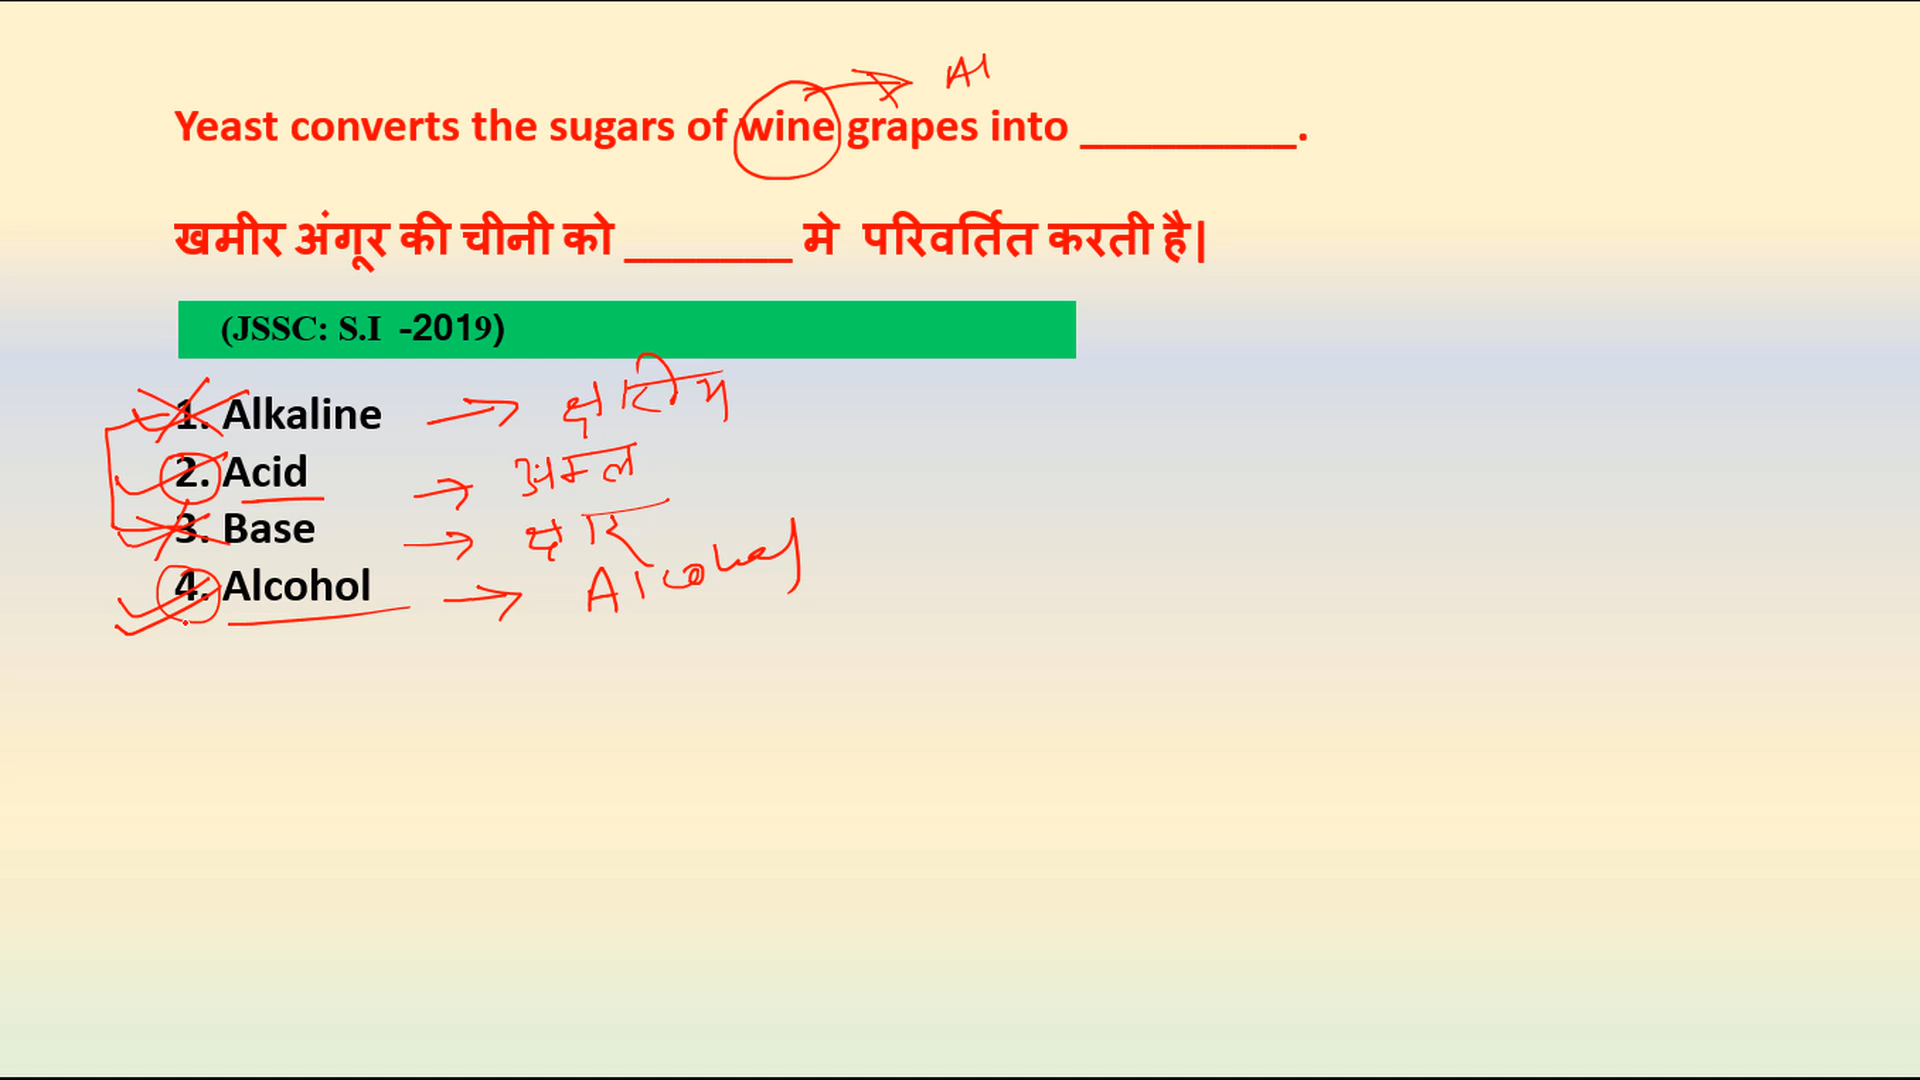 Al
Yeast converts the sugars of wine grapes into _________.
खमीर अंगूर की चीनी को _______ मे परिवर्तित करती है|
(JSSC: S.I -2019)
1. Alkaline → क्षारीय
2. Acid → अम्ल
3. Base → क्षार
4. Alcohol → Alcohol